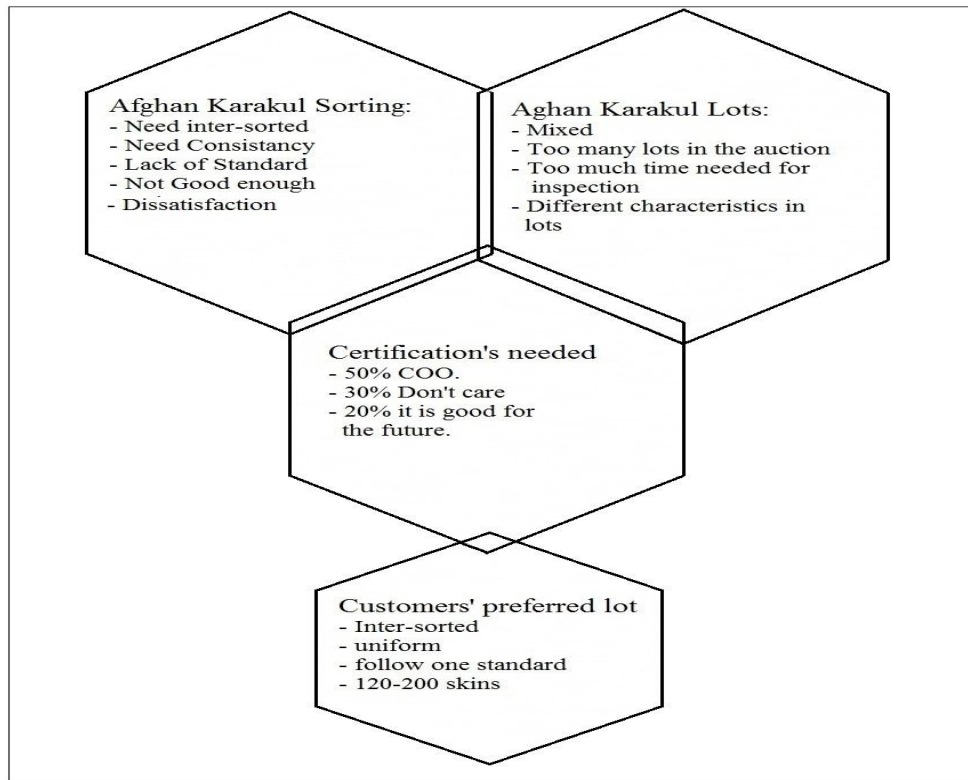 Afghan Karakul Sorting:
- Need inter-sorted
- Need Consistancy
- Lack of Standard
- Not Good enough
- Dissatisfaction
Aghan Karakul Lots:
- Mixed
- Too many lots in the auction
- Too much time needed for
inspection
- Different characteristics in
lots
Certification's needed
- 50% COO.
- 30% Don't care
- 20% it is good for
the future.
Customers' preferred lot
- Inter-sorted
- uniform
- follow one standard
- 120-200 skins